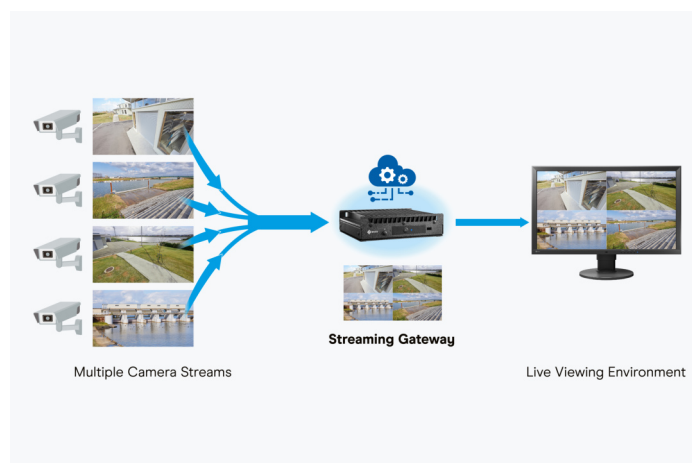 Streaming Gateway
Multiple Camera Streams
Live Viewing Environment